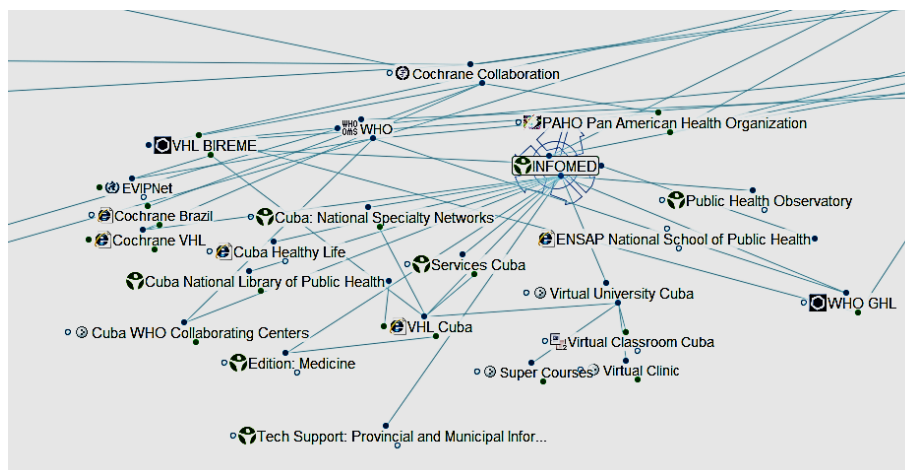 Cochrane Collaboration
PAHO Pan American Health Organization
WHO OMS WHO
VHL BIREME
INFOMED
EVIPNet
Public Health Observatory
Cochrane Brazil
Cuba: National Specialty Networks
Cochrane VHL
ENSAP National School of Public Health
Cuba Healthy Life
Services Cuba
Cuba National Library of Public Health
Virtual University Cuba
WHO GHL
Cuba WHO Collaborating Centers
VHL Cuba
Virtual Classroom Cuba
Edition: Medicine
Super Courses
Virtual Clinic
Tech Support: Provincial and Municipal Infor...